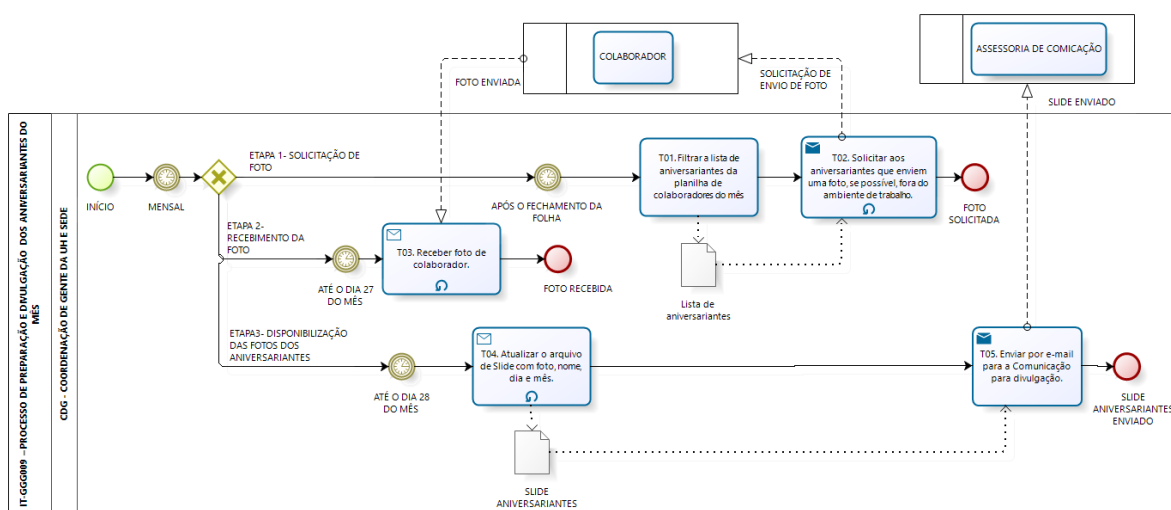 COLABORADOR
ASSESSORIA DE COMICAÇÃO
FOTO ENVIADA
SOLICITAÇÃO DE
ENVIO DE FOTO
SLIDE ENVIADO
IT-GGG009 – PROCESSO DE PREPARAÇÃO E DIVULGAÇÃO DOS ANIVERSARIANTES DO
MÊS
CDG - COORDENAÇÃO DE GENTE DA UH E SEDE
INÍCIO
MENSAL
ETAPA 1- SOLICITAÇÃO DE
FOTO
APÓS O FECHAMENTO DA
FOLHA
T01.Filtrar a lista de
aniversariantes da
planilha de
colaboradores do mês
T02. Solicitar aos
aniversariantes que enviem
uma foto, se possível, fora do
ambiente de trabalho.
FOTO
SOLICITADA
Lista de
aniversariantes
ETAPA 2-
RECEBIMENTO DA
FOTO
ATÉ O DIA 27
DO MÊS
T03. Receber foto de
colaborador.
FOTO RECEBIDA
ETAPA3- DISPONIBILIZAÇÃO
DAS FOTOS DOS
ANIVERSARIANTES
ATÉ O DIA 28
DO MÊS
T04. Atualizar o arquivo
de Slide com foto, nome,
dia e mês.
SLIDE
ANIVERSARIANTES
T05. Enviar por e-mail
para a Comunicação
para divulgação.
SLIDE
ANIVERSARIANTES
ENVIADO